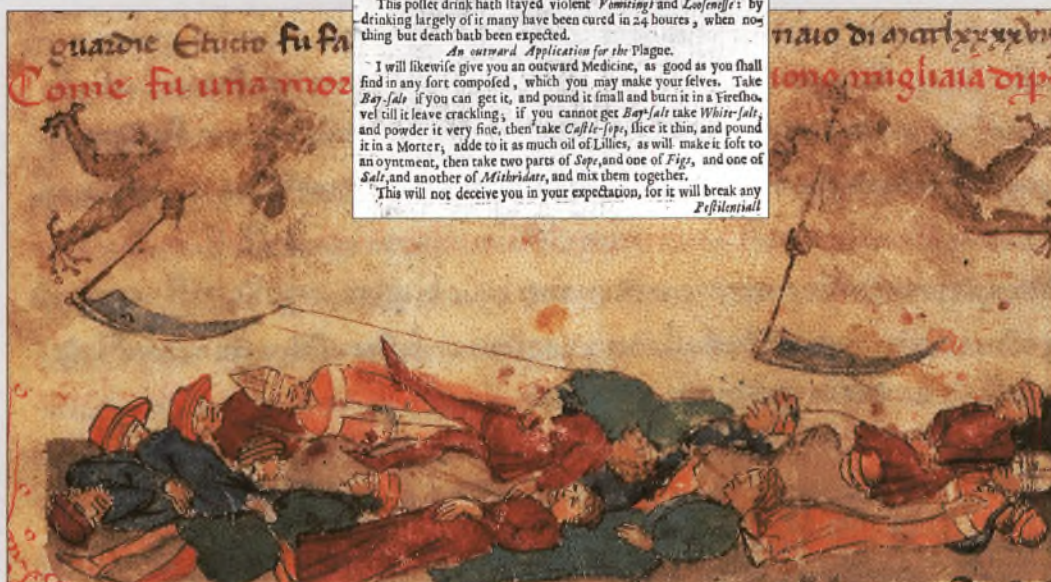 guardie Etucto fu fa
Come fu una mor
This poſſet drink hath ſtayed violent Vomitings and Looſeneſſe: by
drinking largely of it many have been cured in 24 houres, when no-
thing but death hath been expected.
An outward Application for the Plague.
I will likewiſe give you an outward Medicine, as good as you ſhall
find in any ſort compoſed, which you may make your ſelves. Take
Bay-ſalt if you can get it, and pound it ſmall and burn it in a Fireſho-
vel till it leave crackling; if you cannot get Bay-ſalt take White-ſalt,
and powder it very fine, then take Caſtle-ſope, ſlice it thin, and pound
it in a Morter; adde to it as much oil of Lillies, as will make it ſoft to
an oyntment, then take two parts of Sope, and one of Figs, and one of
Salt, and another of Mithridate, and mix them together.
This will not deceive you in your expectation, for it will break any
Peſtilentiall
naio di
migliaia di p